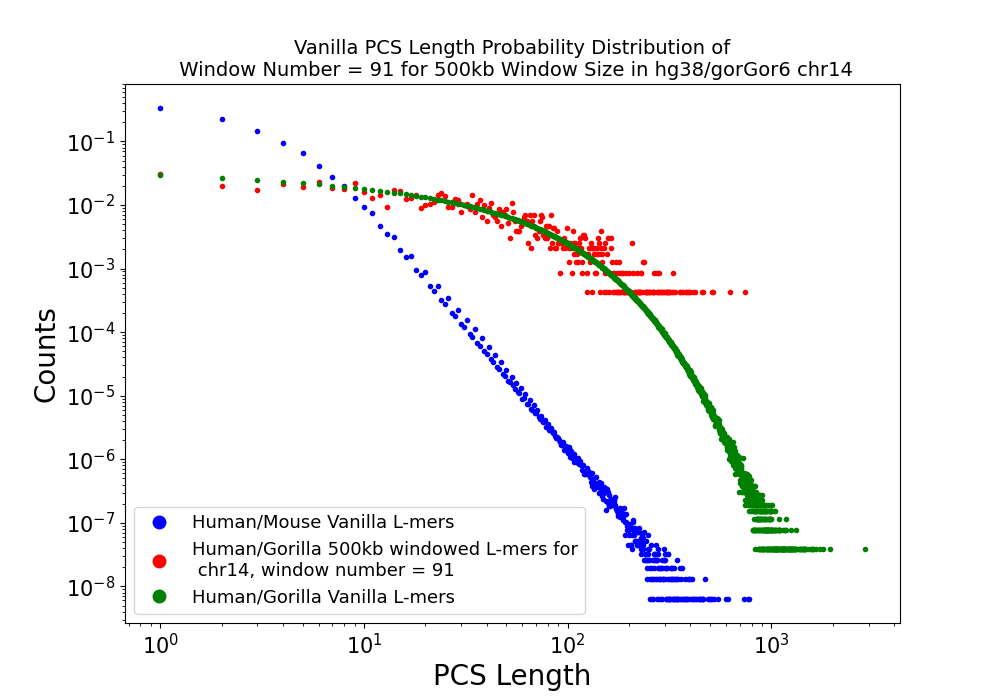 Vanilla PCS Length Probability Distribution of
Window Number = 91 for 500kb Window Size in hg38/gorGor6 chr14
Counts
10⁻¹
10⁻²
10⁻³
10⁻⁴
10⁻⁵
10⁻⁶
10⁻⁷
10⁻⁸
Human/Mouse Vanilla L-mers
Human/Gorilla 500kb windowed L-mers for
chr14, window number = 91
Human/Gorilla Vanilla L-mers
10⁰ 10¹ 10² 10³
PCS Length